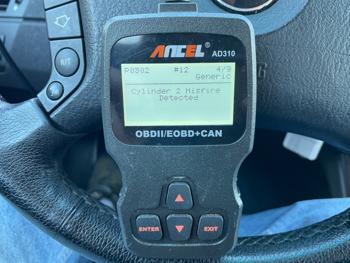 ANCEL AD310
P0302 #12 4/9
Generic
Cylinder 2 Misfire
Detected
OBDII/EOBD+CAN
ENTER EXIT
R/T